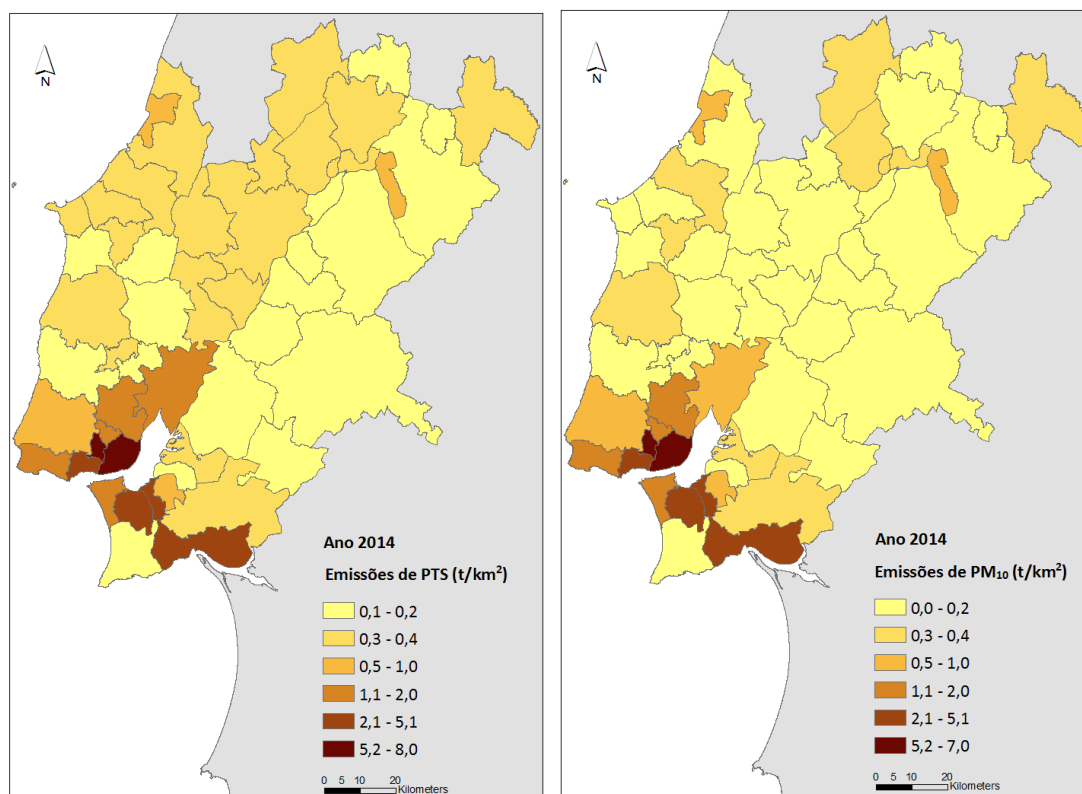 N
Ano 2014
Emissões de PTS (t/km²)
0,1 - 0,2
0,3 - 0,4
0,5 - 1,0
1,1 - 2,0
2,1 - 5,1
5,2 - 8,0
0 5 10 20
Kilometers
N
Ano 2014
Emissões de PM₁₀ (t/km²)
0,0 - 0,2
0,3 - 0,4
0,5 - 1,0
1,1 - 2,0
2,1 - 5,1
5,2 - 7,0
0 5 10 20
Kilometers